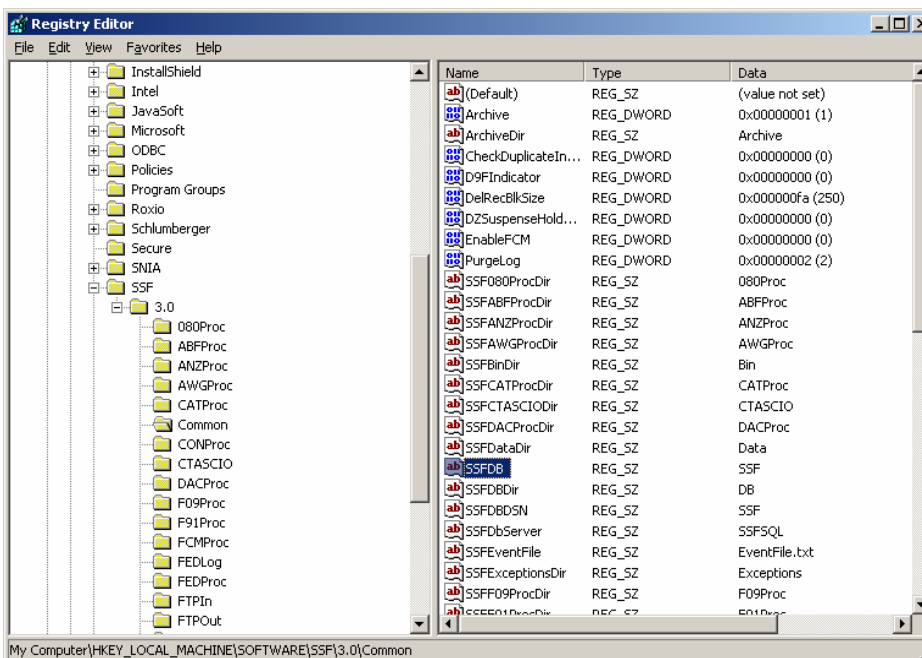 Registry Editor
File Edit View Favorites Help
InstallShield
Intel
JavaSoft
Microsoft
ODBC
Policies
Program Groups
Roxio
Schlumberger
Secure
SNIA
SSF
3.0
080Proc
ABFProc
ANZProc
AWGProc
CATProc
Common
CONProc
CTASCIO
DACProc
F09Proc
F91Proc
FCMProc
FEDLog
FEDProc
FTPIn
FTPOut
Name Type Data
(Default) REG_SZ (value not set)
Archive REG_DWORD 0x00000001 (1)
ArchiveDir REG_SZ Archive
CheckDuplicateIn... REG_DWORD 0x00000000 (0)
D9FIndicator REG_DWORD 0x00000000 (0)
DelRecBlkSize REG_DWORD 0x000000fa (250)
DZSuspenseHold... REG_DWORD 0x00000000 (0)
EnableFCM REG_DWORD 0x00000000 (0)
PurgeLog REG_DWORD 0x00000002 (2)
SSF080ProcDir REG_SZ 080Proc
SSFABFProcDir REG_SZ ABFProc
SSFANZProcDir REG_SZ ANZProc
SSFAWGProcDir REG_SZ AWGProc
SSFBinDir REG_SZ Bin
SSFCATProcDir REG_SZ CATProc
SSFCTASCIODir REG_SZ CTASCIO
SSFDACProcDir REG_SZ DACProc
SSFDataDir REG_SZ Data
SSFDB REG_SZ SSF
SSFDBDir REG_SZ DB
SSFDBDSN REG_SZ SSF
SSFDbServer REG_SZ SSFSQL
SSFEventFile REG_SZ EventFile.txt
SSFExceptionsDir REG_SZ Exceptions
SSFF09ProcDir REG_SZ F09Proc
SSFF91ProcDir REG_SZ F91Proc
My Computer\HKEY_LOCAL_MACHINE\SOFTWARE\SSF\3.0\Common